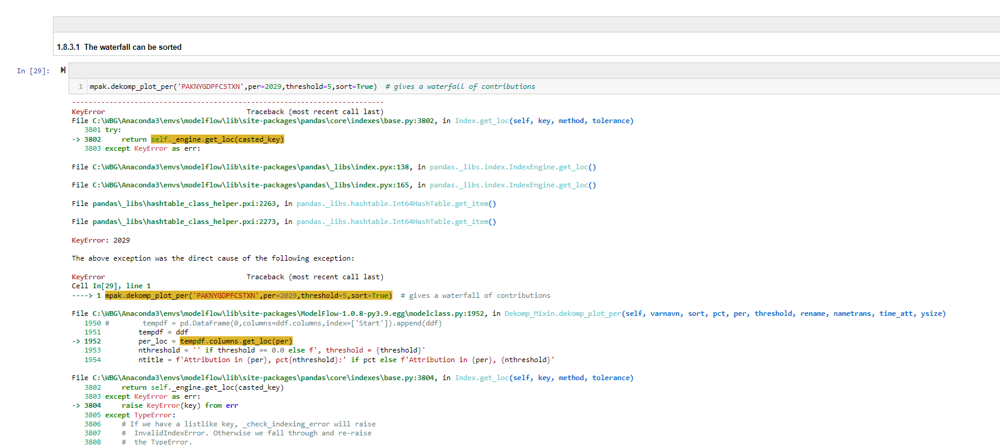 1.8.3.1 The waterfall can be sorted
In [29]:
1 mpak.dekomp_plot_per('PAKNYGDPFCSTXN',per=2029,threshold=5,sort=True)  # gives a waterfall of contributions
---------------------------------------------------------------------------
KeyError                                  Traceback (most recent call last)
File C:\WBG\Anaconda3\envs\modelflow\lib\site-packages\pandas\core\indexes\base.py:3802, in Index.get_loc(self, key, method, tolerance)
   3801 try:
-> 3802     return self._engine.get_loc(casted_key)
   3803 except KeyError as err:
File C:\WBG\Anaconda3\envs\modelflow\lib\site-packages\pandas\_libs\index.pyx:138, in pandas._libs.index.IndexEngine.get_loc()
File C:\WBG\Anaconda3\envs\modelflow\lib\site-packages\pandas\_libs\index.pyx:165, in pandas._libs.index.IndexEngine.get_loc()
File pandas\_libs\hashtable_class_helper.pxi:2263, in pandas._libs.hashtable.Int64HashTable.get_item()
File pandas\_libs\hashtable_class_helper.pxi:2273, in pandas._libs.hashtable.Int64HashTable.get_item()
KeyError: 2029
The above exception was the direct cause of the following exception:
KeyError                                  Traceback (most recent call last)
Cell In[29], line 1
----> 1 mpak.dekomp_plot_per('PAKNYGDPFCSTXN',per=2029,threshold=5,sort=True)  # gives a waterfall of contributions
File C:\WBG\Anaconda3\envs\modelflow\lib\site-packages\ModelFlow-1.0.8-py3.9.egg\modelclass.py:1952, in Dekomp_Mixin.dekomp_plot_per(self, varnavn, sort, pct, per, threshold, rename, nametrans, time_att, ysize)
   1950 #        tempdf = pd.DataFrame(0,columns=ddf.columns,index=['Start']).append(ddf)
   1951         tempdf = ddf
-> 1952         per_loc = tempdf.columns.get_loc(per)
   1953         nthreshold = '' if threshold == 0.0 else f', threshold = {threshold}'
   1954         ntitle = f'Attribution in {per}, pct{nthreshold}:' if pct else f'Attribution in {per}, {nthreshold}'
File C:\WBG\Anaconda3\envs\modelflow\lib\site-packages\pandas\core\indexes\base.py:3804, in Index.get_loc(self, key, method, tolerance)
   3802     return self._engine.get_loc(casted_key)
   3803 except KeyError as err:
-> 3804     raise KeyError(key) from err
   3805 except TypeError:
   3806     # If we have a listlike key, _check_indexing_error will raise
   3807     #  InvalidIndexError. Otherwise we fall through and re-raise
   3808     #  the TypeError.